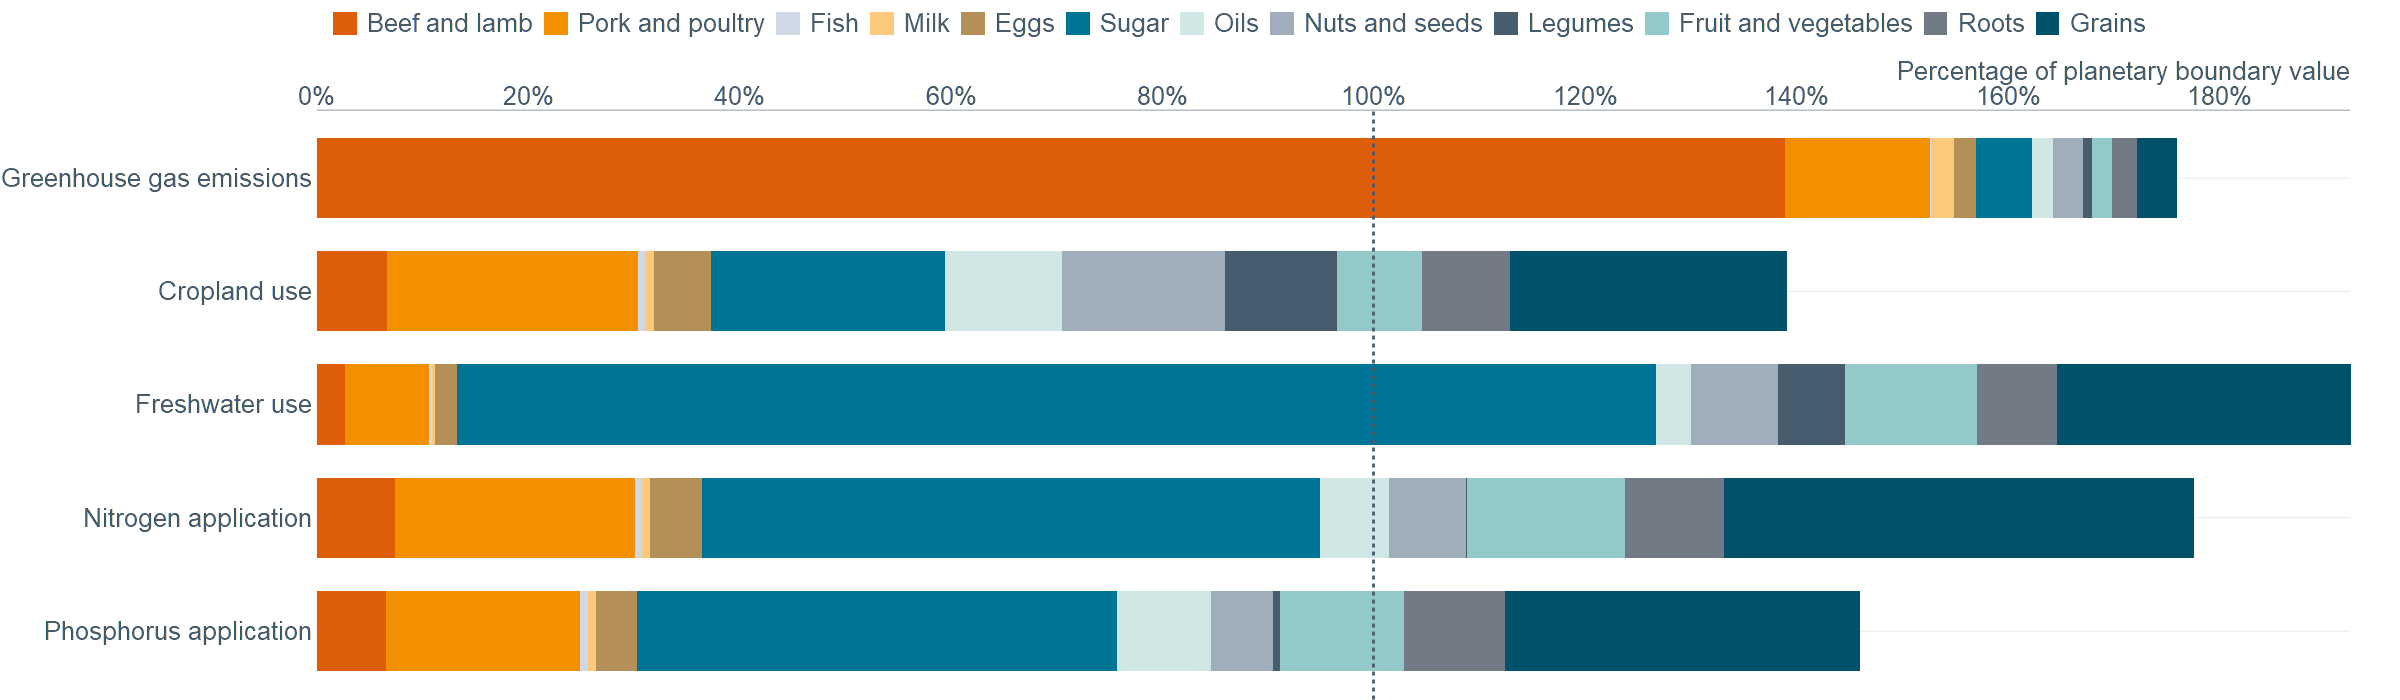 Beef and lamb Pork and poultry Fish Milk Eggs Sugar Oils Nuts and seeds Legumes Fruit and vegetables Roots Grains
Percentage of planetary boundary value
0% 20% 40% 60% 80% 100% 120% 140% 160% 180%
Greenhouse gas emissions
Cropland use
Freshwater use
Nitrogen application
Phosphorus application